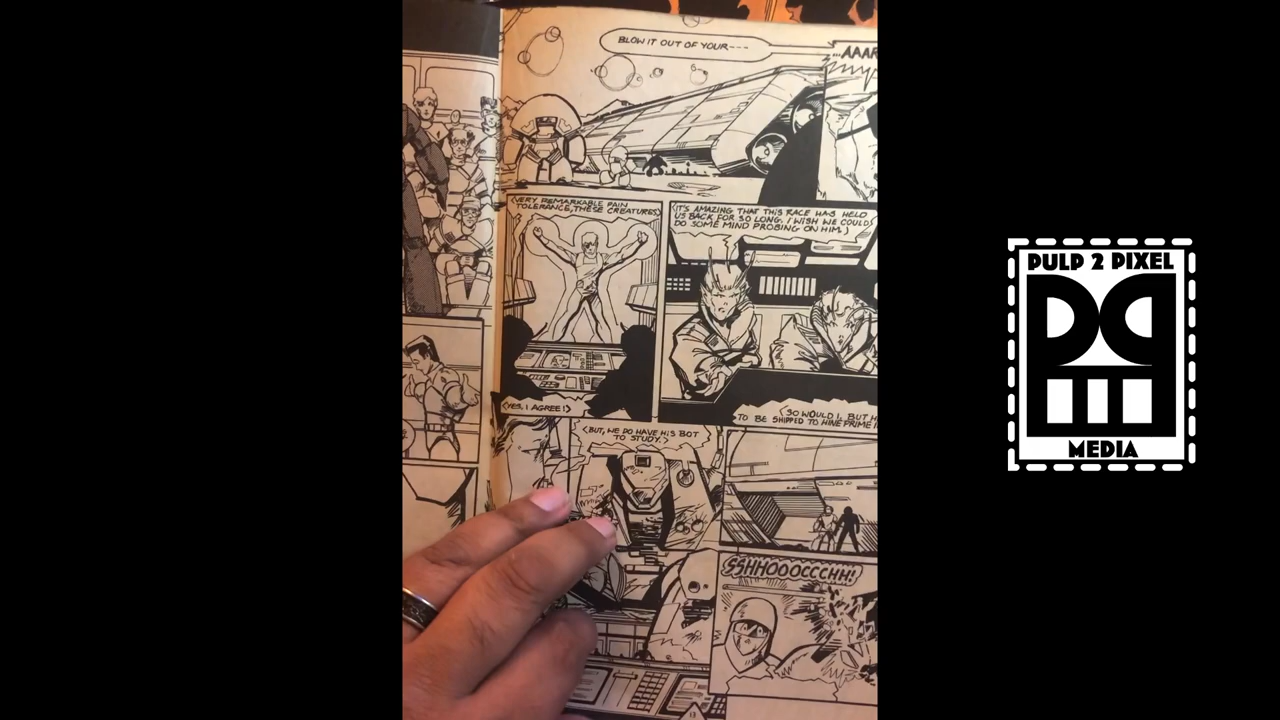 BLOW IT OUT OF YOUR---
<VERY REMARKABLE PAIN
TOLERANCE, THESE CREATURES>
<IT'S AMAZING THAT THIS RACE HAS HELD
US BACK FOR SO LONG. I WISH WE COULD
DO SOME MIND PROBING ON HIM.>
<YES, I AGREE!>
<SO WOULD I, BUT
TO BE SHIPPED TO HINE PRIME
<BUT, WE DO HAVE HIS BOT
TO STUDY.>
SSHHOOOCCCHH!
13
PULP 2 PIXEL
MEDIA